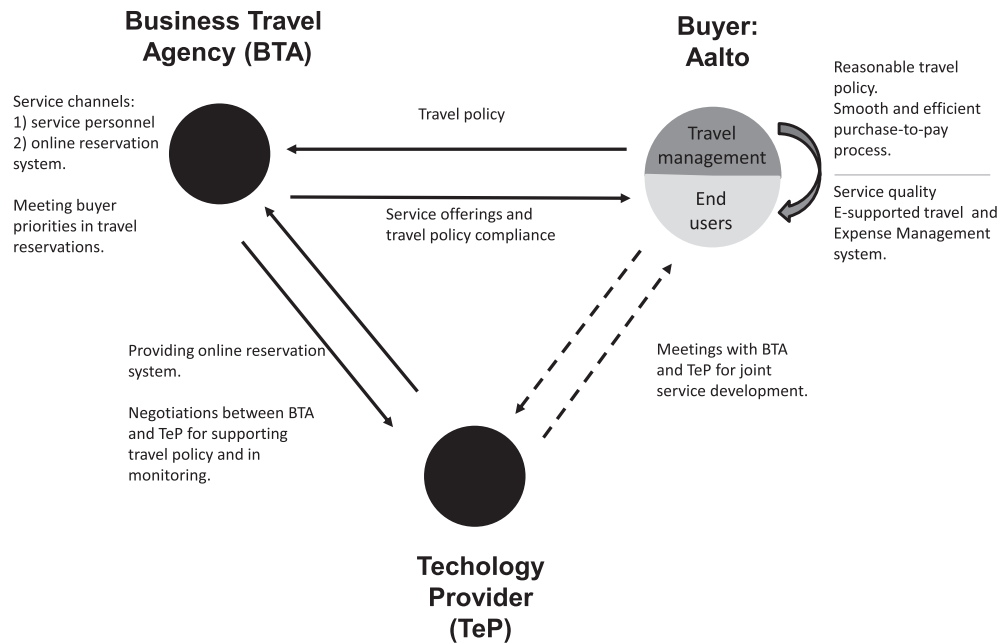 Business Travel
Agency (BTA)
Buyer:
Aalto
Service channels:
1) service personnel
2) online reservation
system.
Meeting buyer
priorities in travel
reservations.
Travel policy
Service offerings and
travel policy compliance
Travel
management
End
users
Reasonable travel
policy.
Smooth and efficient
purchase-to-pay
process.
Service quality
E-supported travel and
Expense Management
system.
Providing online reservation
system.
Negotiations between BTA
and TeP for supporting
travel policy and in
monitoring.
Meetings with BTA
and TeP for joint
service development.
Techology
Provider
(TeP)